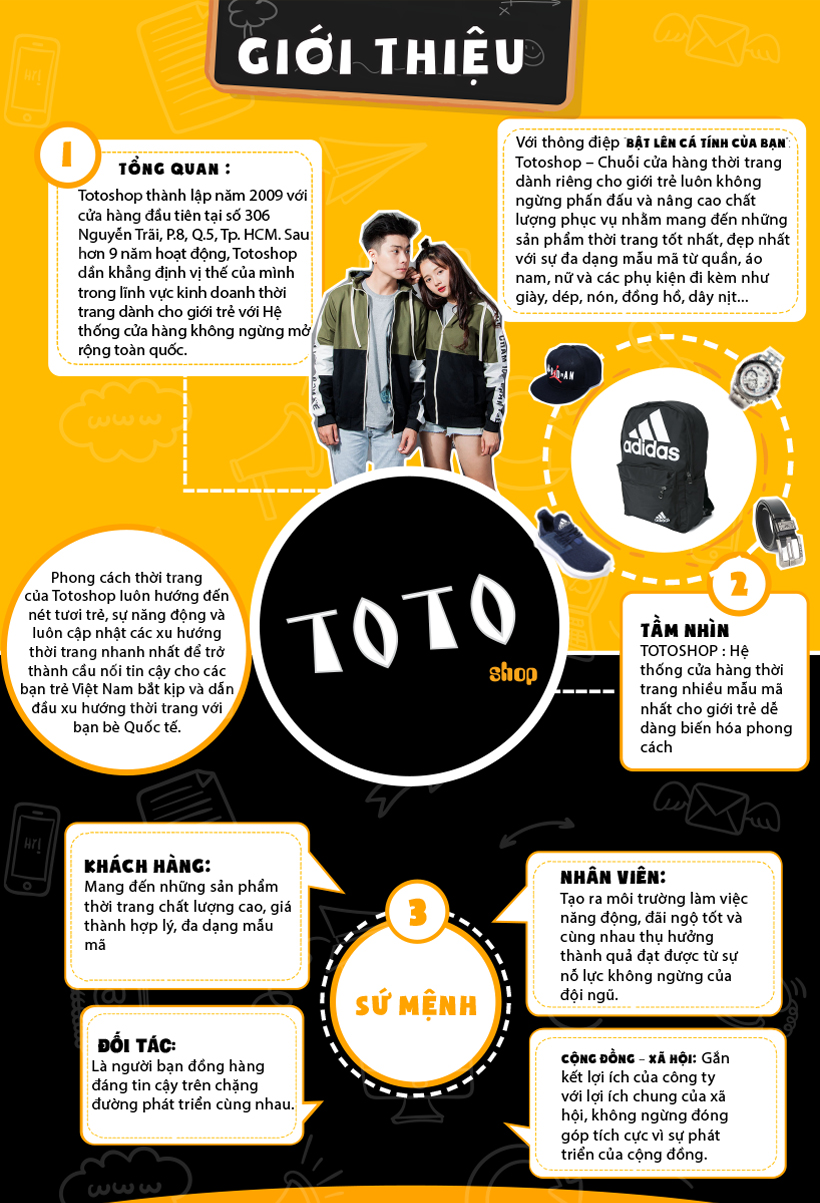 GIỚI THIỆU
1
TỔNG QUAN :
Totoshop thành lập năm 2009 với
cửa hàng đầu tiên tại số 306
Nguyễn Trãi, P.8, Q.5, Tp. HCM. Sau
hơn 9 năm hoạt động, Totoshop
dần khẳng định vị thế của mình
trong lĩnh vực kinh doanh thời
trang dành cho giới trẻ với Hệ
thống cửa hàng không ngừng mở
rộng toàn quốc.
Với thông điệp "BẬT LÊN CÁ TÍNH CỦA BẠN"
Totoshop – Chuỗi cửa hàng thời trang
dành riêng cho giới trẻ luôn không
ngừng phấn đấu và nâng cao chất
lượng phục vụ nhằm mang đến những
sản phẩm thời trang tốt nhất, đẹp nhất
với sự đa dạng mẫu mã từ quần, áo
nam, nữ và các phụ kiện đi kèm như
giày, dép, nón, đồng hồ, dây nịt...
adidas
Phong cách thời trang
của Totoshop luôn hướng đến
nét tươi trẻ, sự năng động và
luôn cập nhật các xu hướng
thời trang nhanh nhất để trở
thành cầu nối tin cậy cho các
bạn trẻ Việt Nam bắt kịp và dẫn
đầu xu hướng thời trang với
bạn bè Quốc tế.
TOTO
shop
2
TẦM NHÌN
TOTOSHOP : Hệ
thống cửa hàng thời
trang nhiều mẫu mã
nhất cho giới trẻ dễ
dàng biến hóa phong
cách
KHÁCH HÀNG:
Mang đến những sản phẩm
thời trang chất lượng cao, giá
thành hợp lý, đa dạng mẫu
mã
3
SỨ MỆNH
NHÂN VIÊN:
Tạo ra môi trường làm việc
năng động, đãi ngộ tốt và
cùng nhau thụ hưởng
thành quả đạt được từ sự
nỗ lực không ngừng của
đội ngũ.
ĐỐI TÁC:
Là người bạn đồng hàng
đáng tin cậy trên chặng
đường phát triển cùng nhau.
CỘNG ĐỒNG – XÃ HỘI: Gắn
kết lợi ích của công ty
với lợi ích chung của xã
hội, không ngừng đóng
góp tích cực vì sự phát
triển của cộng đồng.
www
Hi!
www
Hi!